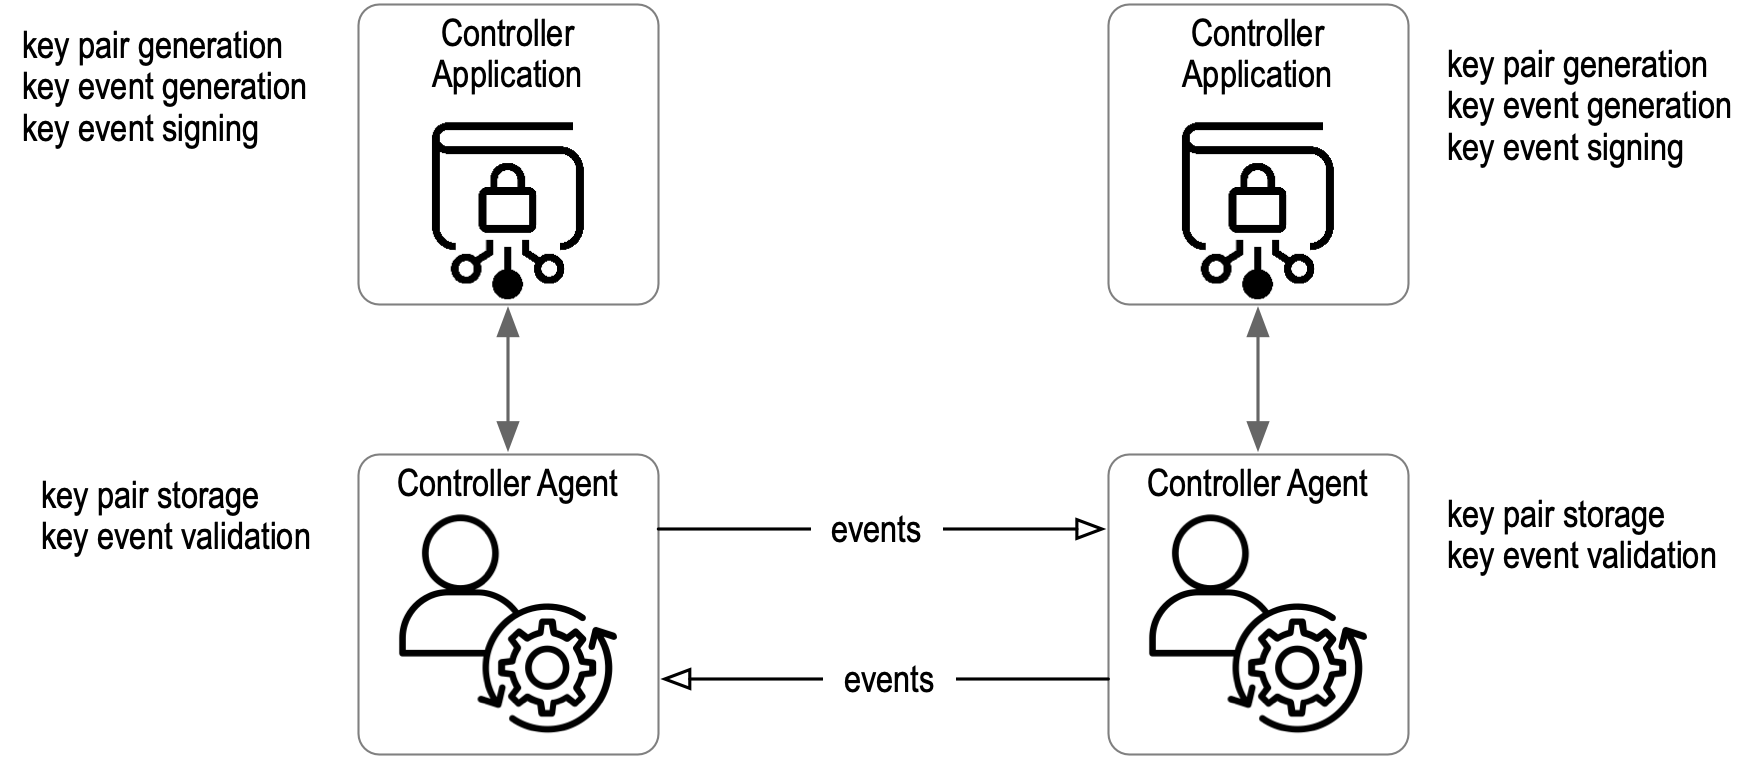 key pair generation
key event generation
key event signing
Controller
Application
Controller
Application
key pair generation
key event generation
key event signing
key pair storage
key event validation
Controller Agent
events
events
Controller Agent
key pair storage
key event validation